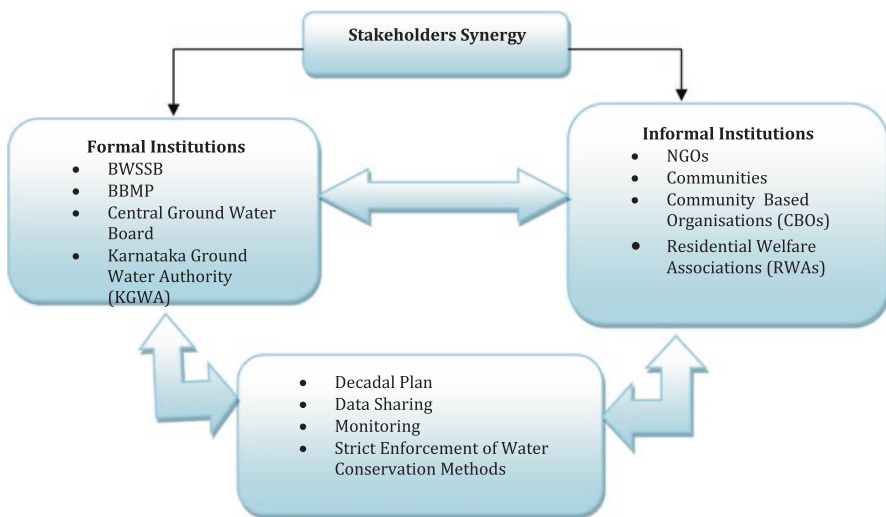 Stakeholders Synergy
Formal Institutions
• BWSSB
• BBMP
• Central Ground Water
Board
• Karnataka Ground
Water Authority
(KGWA)
Informal Institutions
• NGOs
• Communities
• Community Based
Organisations (CBOs)
• Residential Welfare
Associations (RWAs)
• Decadal Plan
• Data Sharing
• Monitoring
• Strict Enforcement of Water
Conservation Methods